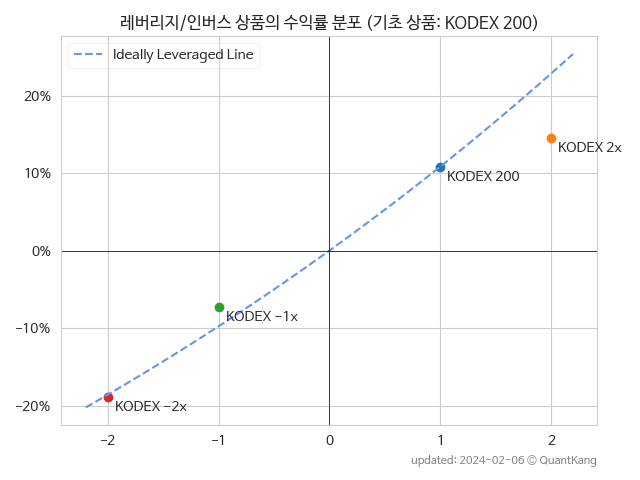 레버리지/인버스 상품의 수익률 분포 (기초 상품: KODEX 200)
Ideally Leveraged Line
20%
KODEX 2x
10%
KODEX 200
0%
KODEX −1x
−10%
KODEX −2x
−20%
−2 −1 0 1 2
updated: 2024-02-06 © QuantKang